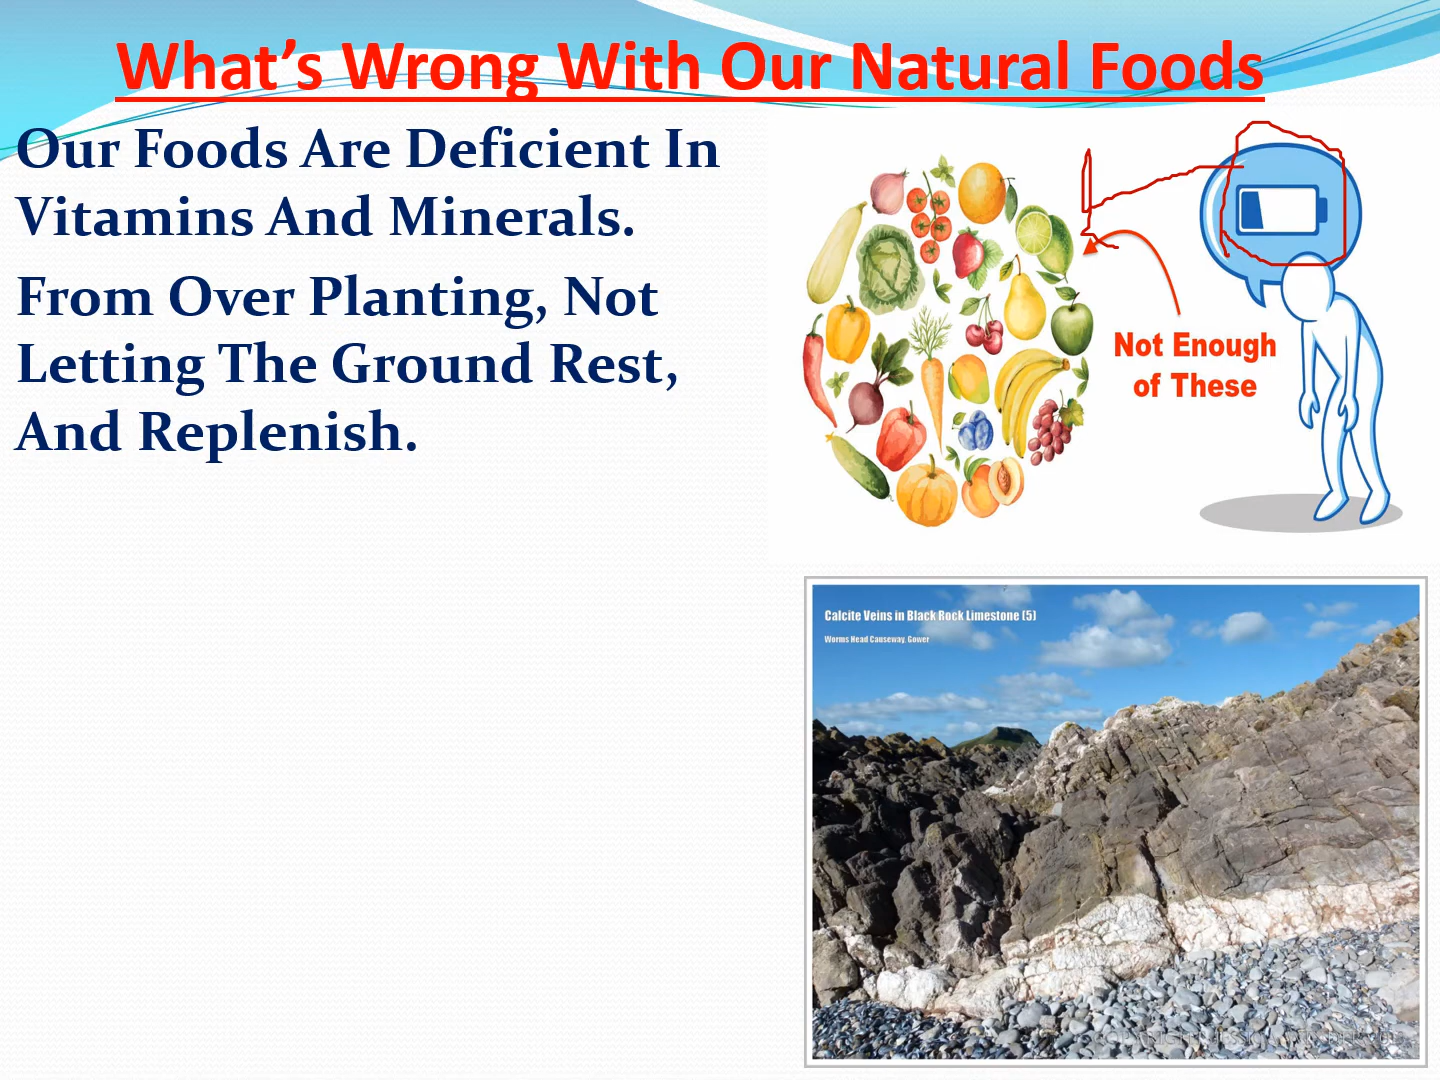 What’s Wrong With Our Natural Foods
Our Foods Are Deficient In
Vitamins And Minerals.
From Over Planting, Not
Letting The Ground Rest,
And Replenish.
Not Enough
of These
Calcite Veins in Black Rock Limestone (5)
Worms Head Causeway, Gower